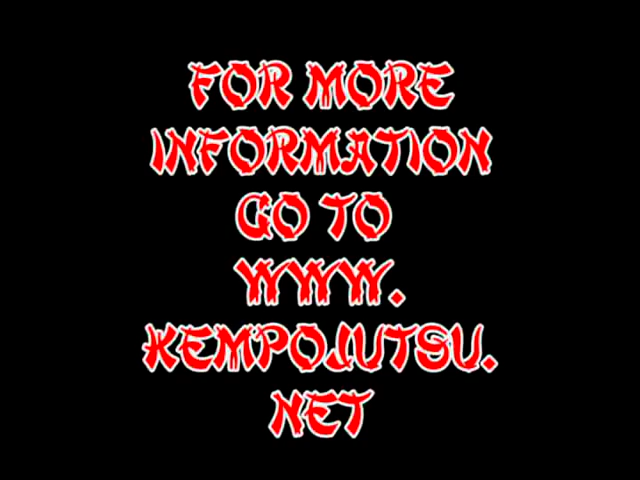 FOR MORE
INFORMATION
GO TO
WWW.
KEMPOJUTSU.
NET